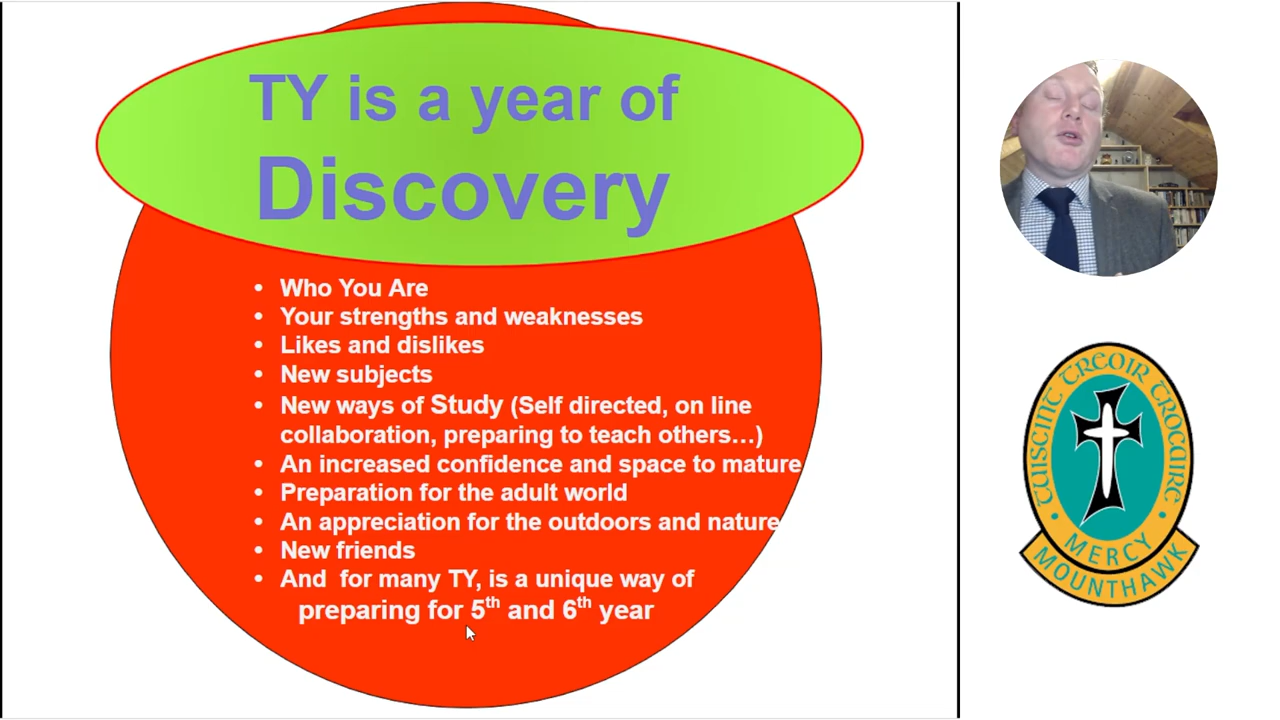 TY is a year of
Discovery
• Who You Are
• Your strengths and weaknesses
• Likes and dislikes
• New subjects
• New ways of Study (Self directed, on line
collaboration, preparing to teach others…)
• An increased confidence and space to mature
• Preparation for the adult world
• An appreciation for the outdoors and nature
• New friends
• And for many TY, is a unique way of
preparing for 5th and 6th year
TUISCINT TREOIR TROCAIRE
MERCY
MOUNTHAWK